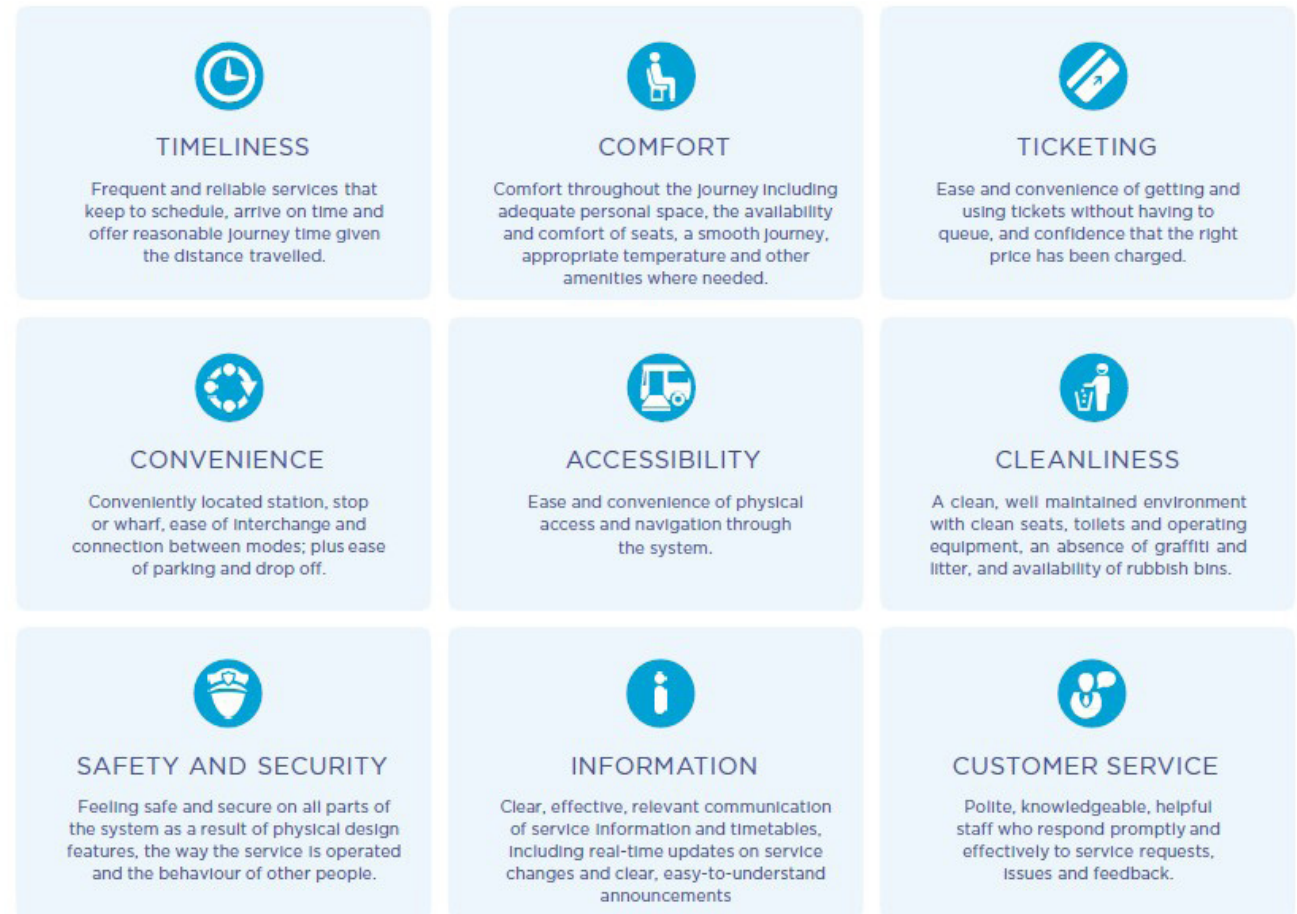 TIMELINESS
Frequent and reliable services that
keep to schedule, arrive on time and
offer reasonable journey time given
the distance travelled.
COMFORT
Comfort throughout the journey including
adequate personal space, the availability
and comfort of seats, a smooth journey,
appropriate temperature and other
amenities where needed.
TICKETING
Ease and convenience of getting and
using tickets without having to
queue, and confidence that the right
price has been charged.
CONVENIENCE
Conveniently located station, stop
or wharf, ease of interchange and
connection between modes; plus ease
of parking and drop off.
ACCESSIBILITY
Ease and convenience of physical
access and navigation through
the system.
CLEANLINESS
A clean, well maintained environment
with clean seats, toilets and operating
equipment, an absence of graffiti and
litter, and availability of rubbish bins.
SAFETY AND SECURITY
Feeling safe and secure on all parts of
the system as a result of physical design
features, the way the service is operated
and the behaviour of other people.
INFORMATION
Clear, effective, relevant communication
of service information and timetables,
including real-time updates on service
changes and clear, easy-to-understand
announcements
CUSTOMER SERVICE
Polite, knowledgeable, helpful
staff who respond promptly and
effectively to service requests,
issues and feedback.